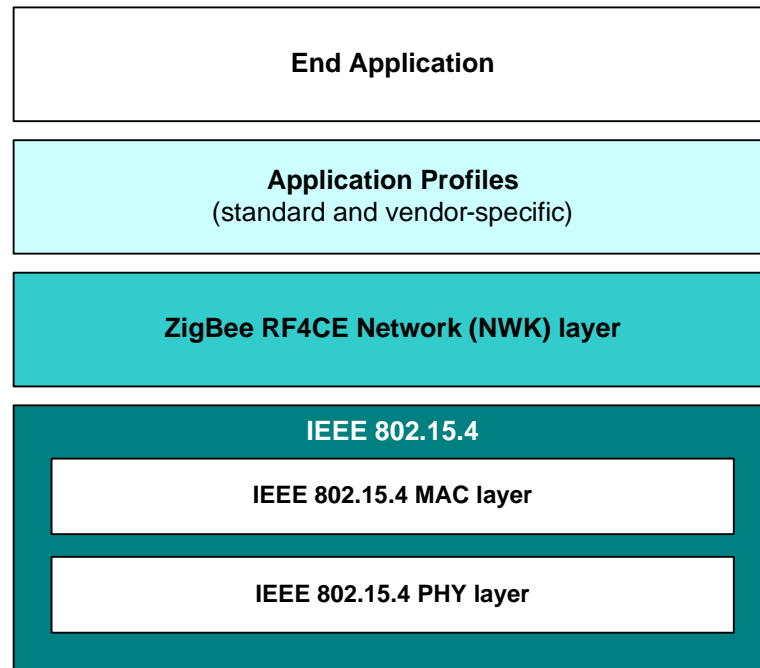 End Application
Application Profiles
(standard and vendor-specific)
ZigBee RF4CE Network (NWK) layer
IEEE 802.15.4
IEEE 802.15.4 MAC layer
IEEE 802.15.4 PHY layer